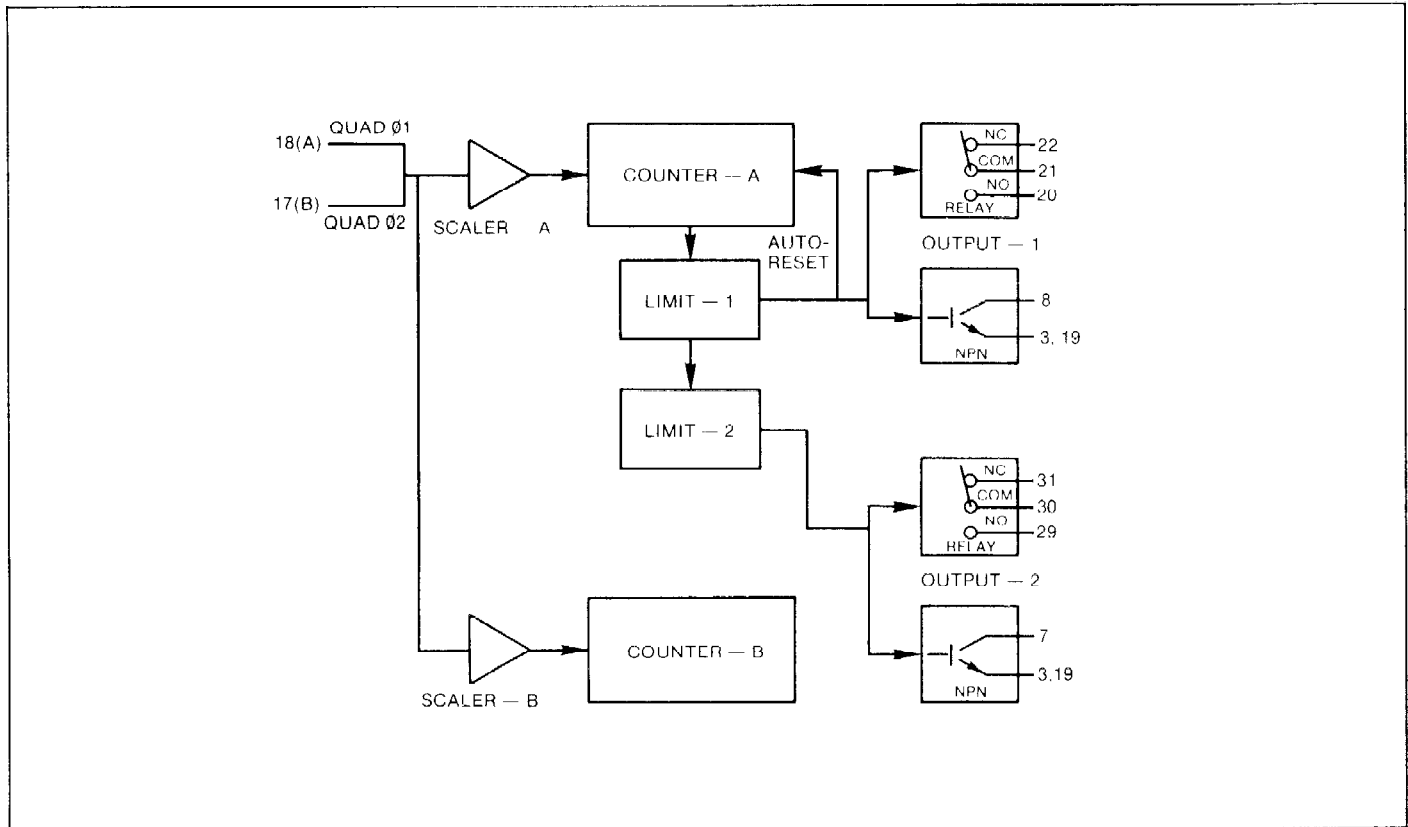 QUAD Ø1
18(A)
17(B)
QUAD Ø2
SCALER A
COUNTER — A
AUTO-
RESET
LIMIT — 1
LIMIT — 2
NC
22
COM
21
NO
20
RELAY
OUTPUT — 1
8
3, 19
NPN
NC
31
COM
30
NO
29
RELAY
OUTPUT — 2
7
3,19
NPN
COUNTER — B
SCALER — B